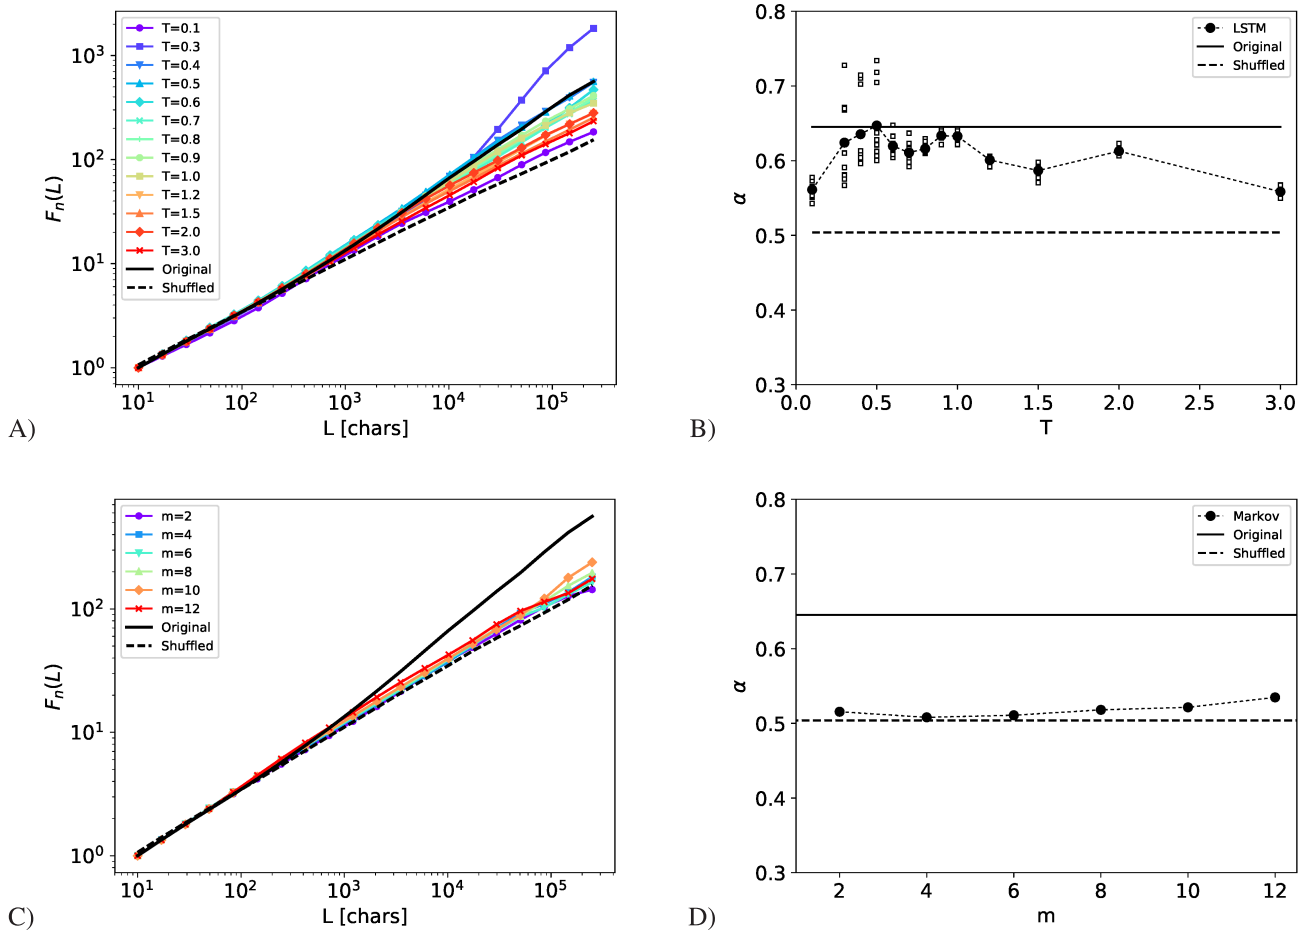 T=0.1
T=0.3
T=0.4
T=0.5
T=0.6
T=0.7
T=0.8
T=0.9
T=1.0
T=1.2
T=1.5
T=2.0
T=3.0
Original
Shuffled
10³
10²
10¹
10⁰
Fₙ(L)
10¹ 10² 10³ 10⁴ 10⁵
L [chars]
A)
LSTM
Original
Shuffled
0.8
0.7
0.6
0.5
0.4
0.3
α
0.0 0.5 1.0 1.5 2.0 2.5 3.0
T
B)
m=2
m=4
m=6
m=8
m=10
m=12
Original
Shuffled
10²
10¹
10⁰
Fₙ(L)
10¹ 10² 10³ 10⁴ 10⁵
L [chars]
C)
Markov
Original
Shuffled
0.8
0.7
0.6
0.5
0.4
0.3
α
2 4 6 8 10 12
m
D)